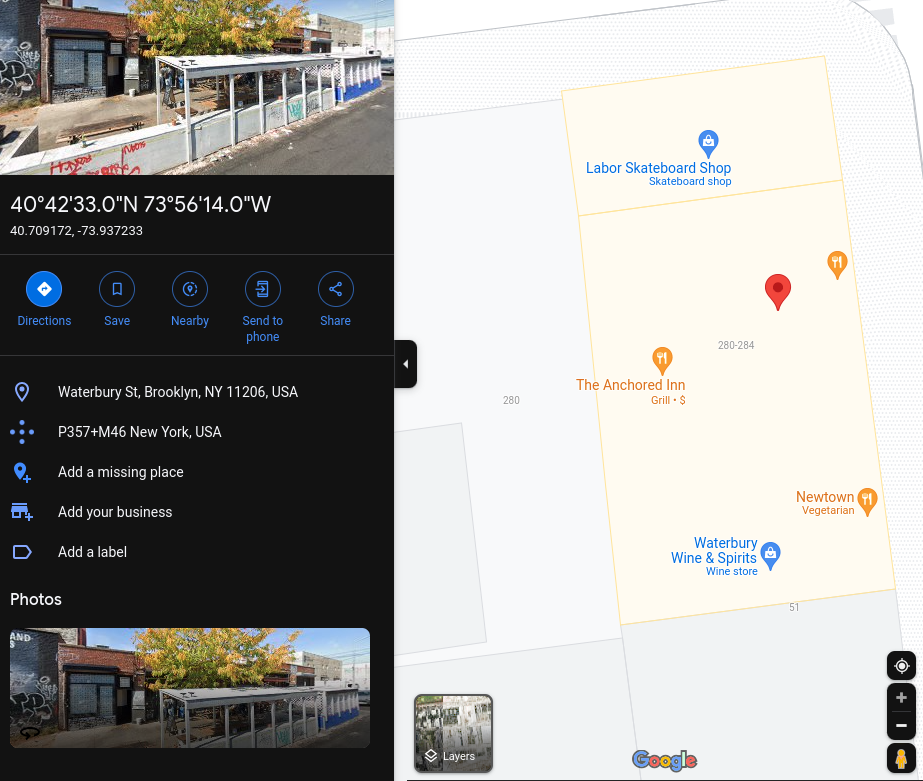 40°42'33.0"N 73°56'14.0"W
40.709172, -73.937233
Directions
Save
Nearby
Send to
phone
Share
Waterbury St, Brooklyn, NY 11206, USA
P357+M46 New York, USA
Add a missing place
Add your business
Add a label
Photos
AND
Labor Skateboard Shop
Skateboard shop
280-284
The Anchored Inn
Grill • $
280
Newtown
Vegetarian
Waterbury
Wine & Spirits
Wine store
51
Layers
Google